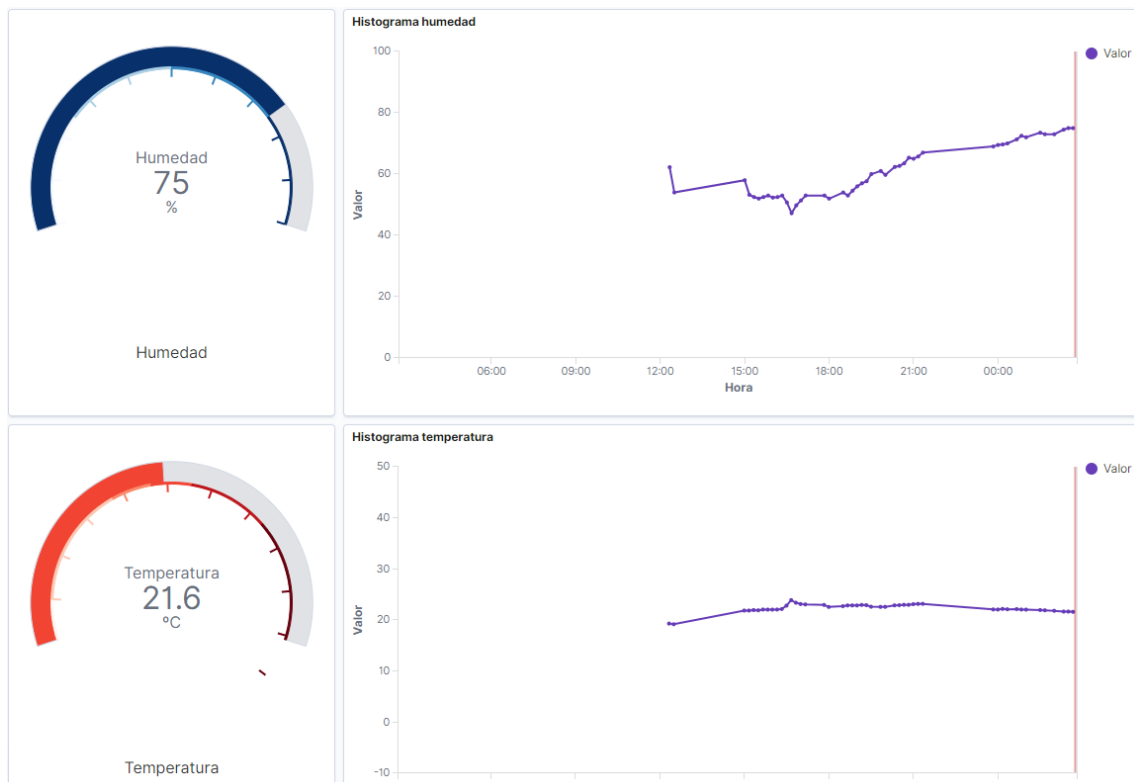 Humedad
75
%
Humedad
Histograma humedad
100
80
60
40
20
0
Valor
06:00
09:00
12:00
15:00
18:00
21:00
00:00
Hora
Valor
Temperatura
21.6
ºC
Temperatura
Histograma temperatura
50
40
30
20
10
0
-10
Valor
Valor